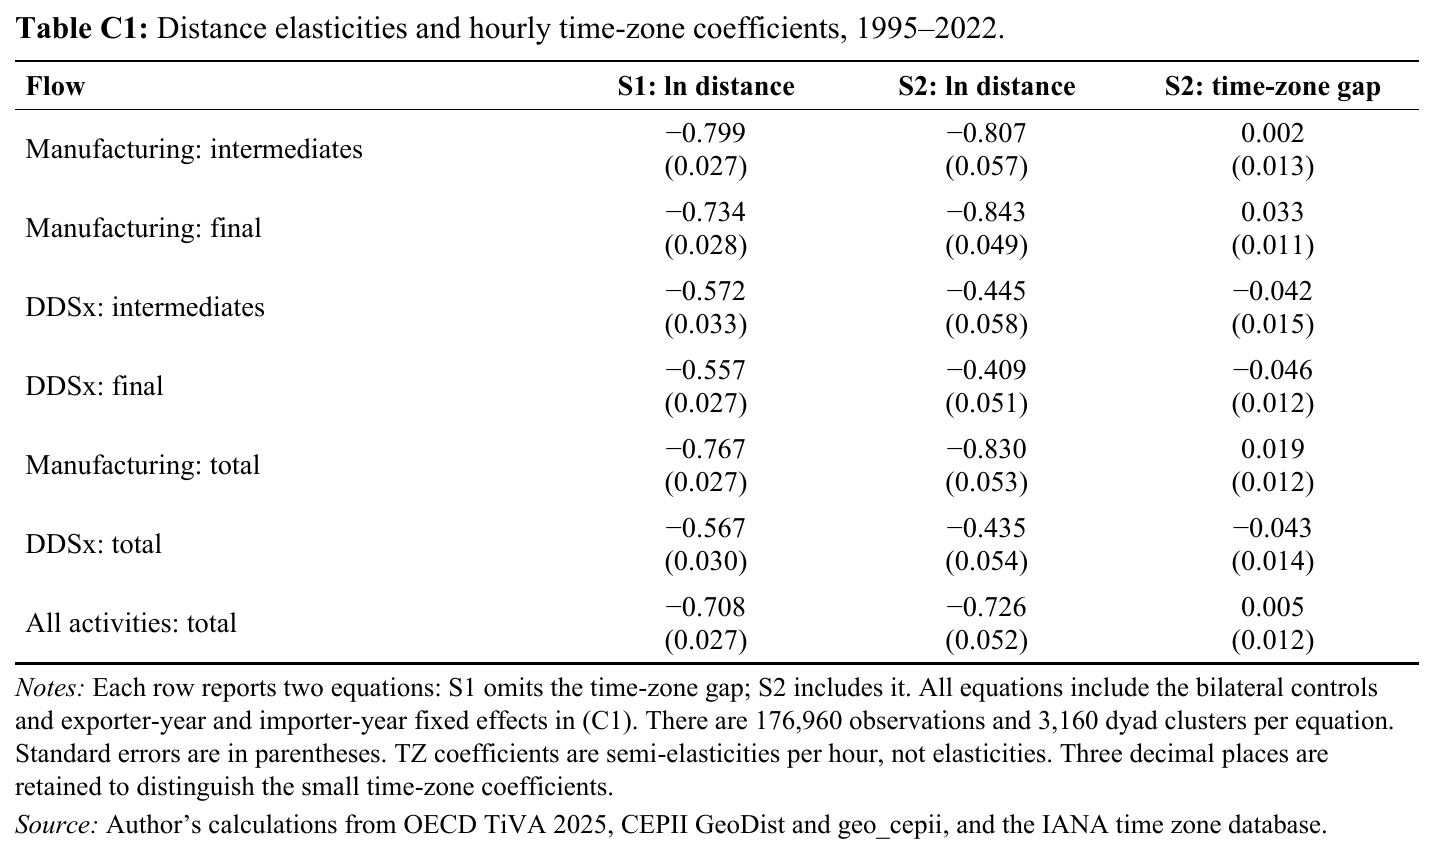 Table C1: Distance elasticities and hourly time-zone coefficients, 1995–2022.
Flow S1: ln distance S2: ln distance S2: time-zone gap
Manufacturing: intermediates −0.799 −0.807 0.002
(0.027) (0.057) (0.013)
Manufacturing: final −0.734 −0.843 0.033
(0.028) (0.049) (0.011)
DDSx: intermediates −0.572 −0.445 −0.042
(0.033) (0.058) (0.015)
DDSx: final −0.557 −0.409 −0.046
(0.027) (0.051) (0.012)
Manufacturing: total −0.767 −0.830 0.019
(0.027) (0.053) (0.012)
DDSx: total −0.567 −0.435 −0.043
(0.030) (0.054) (0.014)
All activities: total −0.708 −0.726 0.005
(0.027) (0.052) (0.012)
Notes: Each row reports two equations: S1 omits the time-zone gap; S2 includes it. All equations include the bilateral controls
and exporter-year and importer-year fixed effects in (C1). There are 176,960 observations and 3,160 dyad clusters per equation.
Standard errors are in parentheses. TZ coefficients are semi-elasticities per hour, not elasticities. Three decimal places are
retained to distinguish the small time-zone coefficients.
Source: Author’s calculations from OECD TiVA 2025, CEPII GeoDist and geo_cepii, and the IANA time zone database.